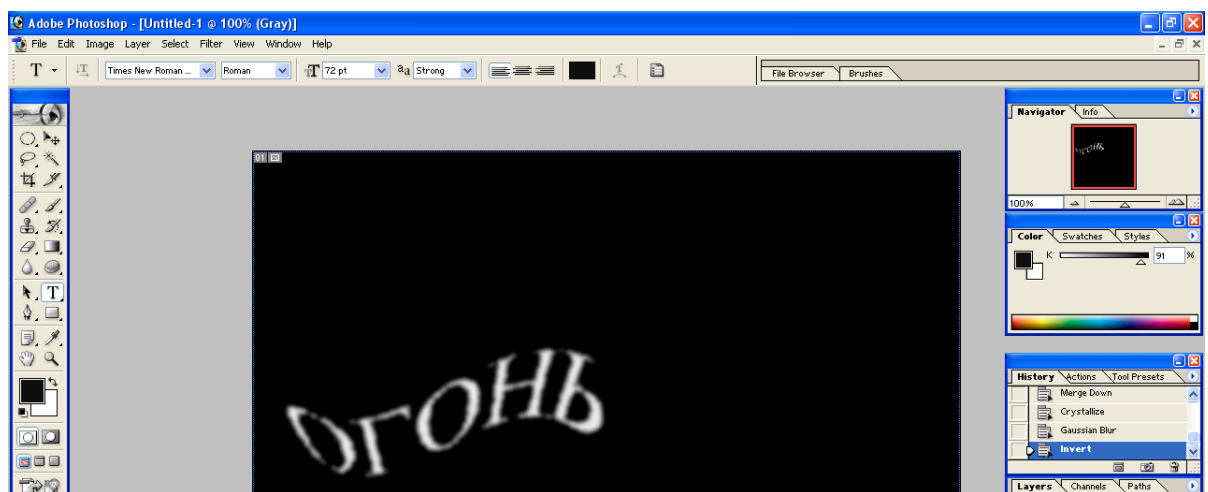 Adobe Photoshop - [Untitled-1 @ 100% (Gray)]
File Edit Image Layer Select Filter View Window Help
T T Times New Roman ... Roman T 72 pt aa Strong File Browser Brushes
Navigator Info
01
100%
Color Swatches Styles
K 91 %
T
History Actions Tool Presets
Merge Down
Crystallize
Gaussian Blur
Invert
ОГОНЬ
Layers Channels Paths